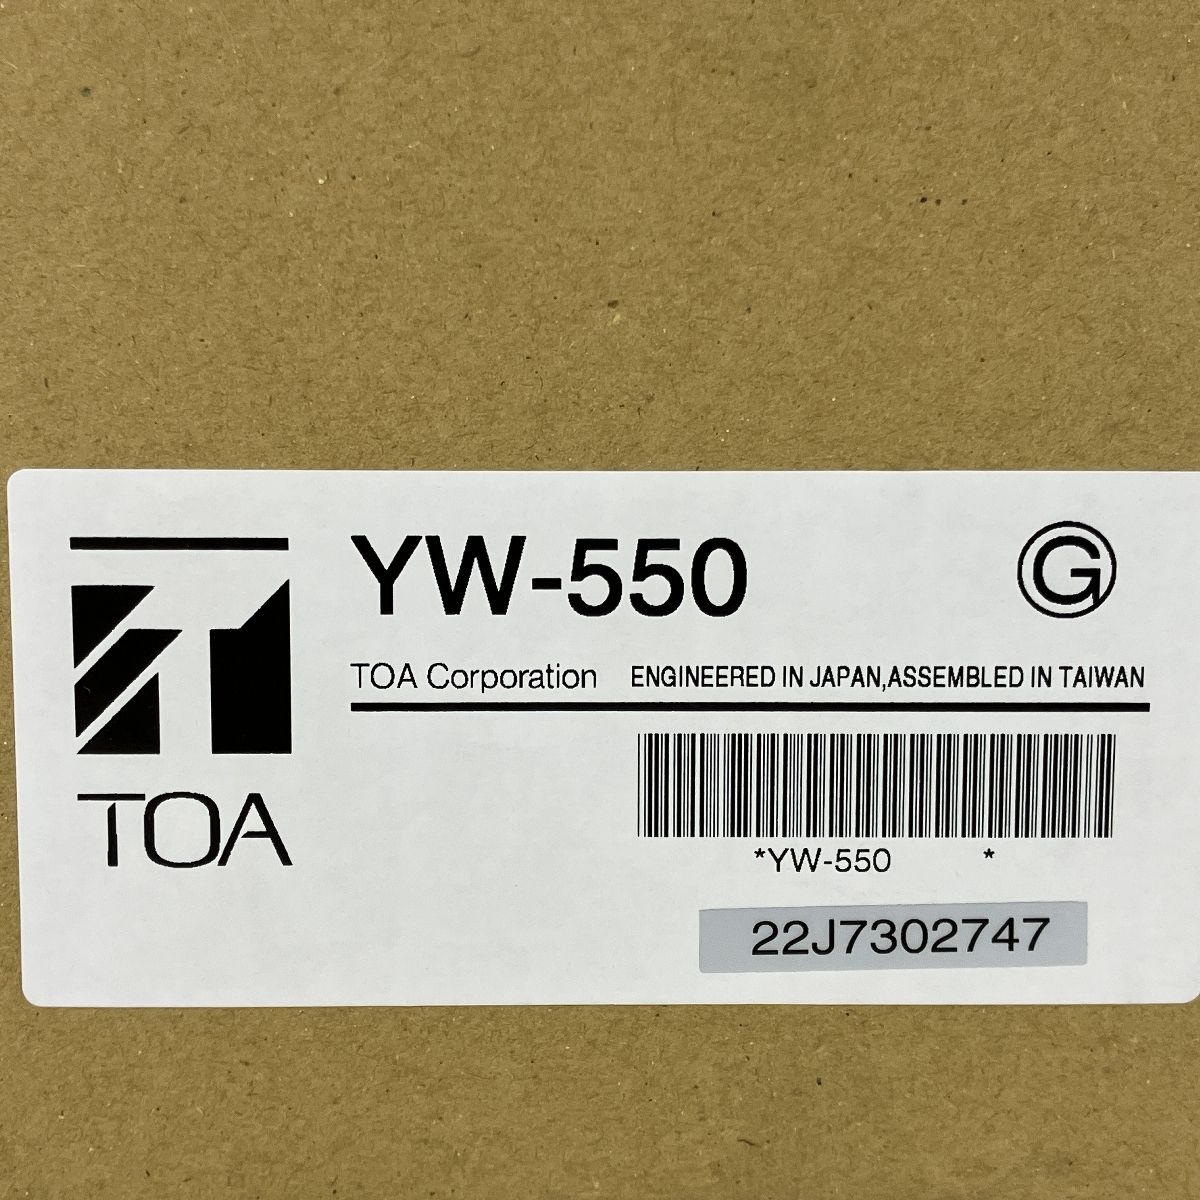 YW-550
G
TOA Corporation ENGINEERED IN JAPAN,ASSEMBLED IN TAIWAN
TOA
*YW-550 *
22J7302747